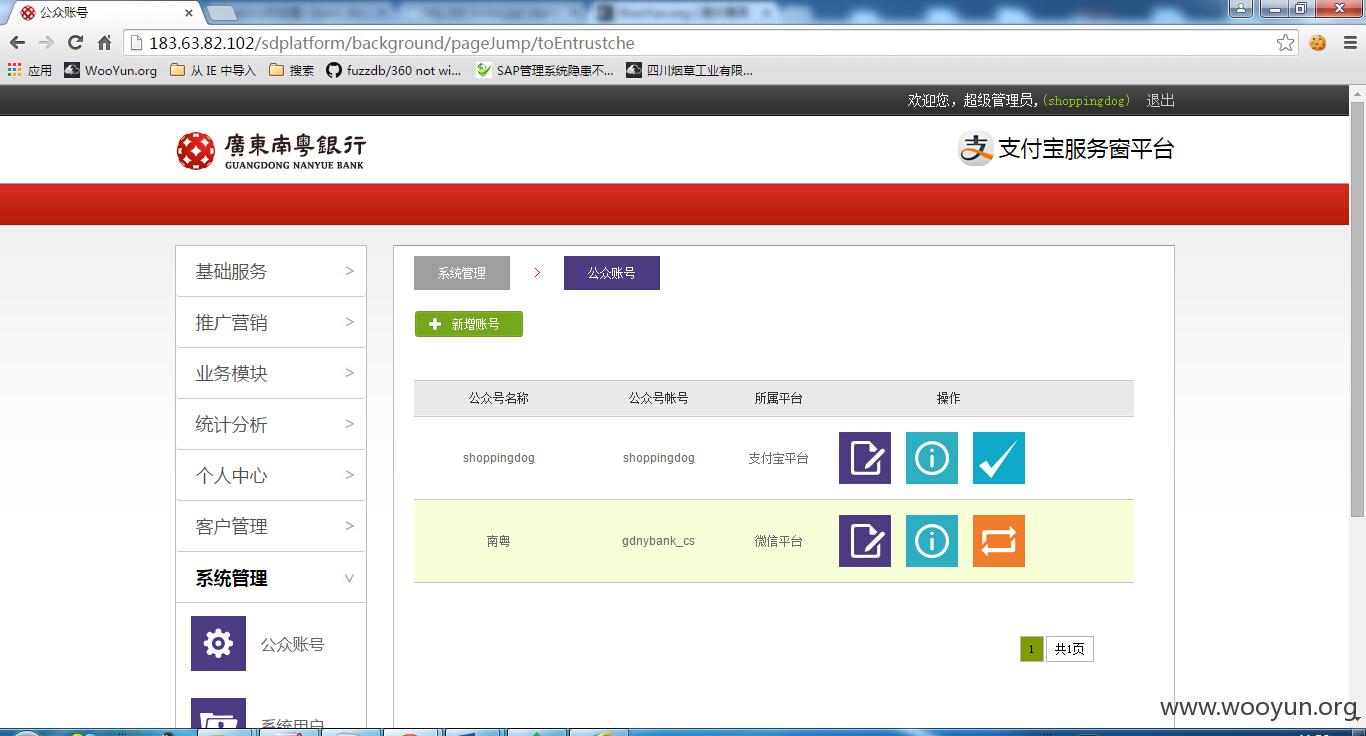 公众账号
183.63.82.102/sdplatform/background/pageJump/toEntrustche
应用 WooYun.org 从 IE 中导入 搜索 fuzzdb/360 not wi... SAP管理系统隐患不... 四川烟草工业有限...
欢迎您，超级管理员,(shoppingdog) 退出
廣東南粤銀行
GUANGDONG NANYUE BANK
支付宝服务窗平台
基础服务 >
推广营销 >
业务模块 >
统计分析 >
个人中心 >
客户管理 >
系统管理 >
公众账号
系统用户
系统管理 > 公众账号
新增账号
公众号名称 公众号帐号 所属平台 操作
shoppingdog shoppingdog 支付宝平台
南粤 gdnybank_cs 微信平台
1 共1页
www.wooyun.org